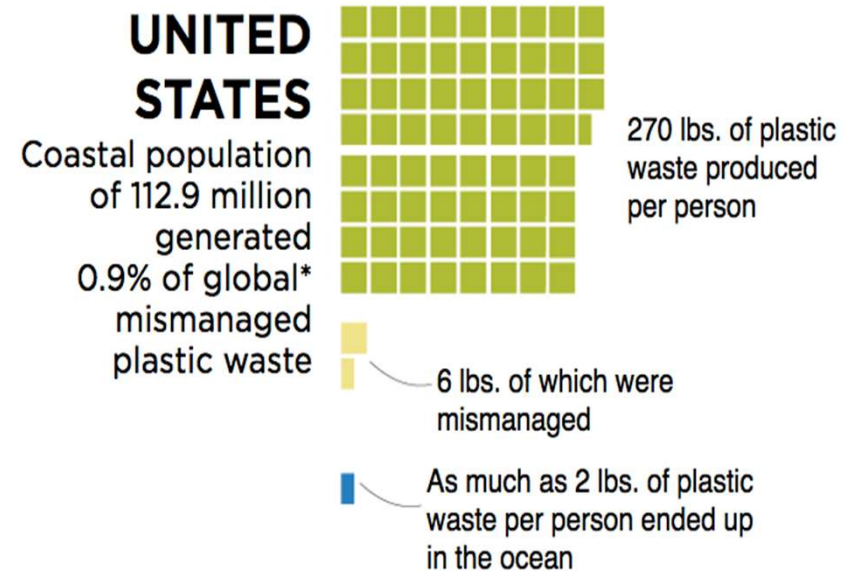 UNITED
STATES
Coastal population
of 112.9 million
generated
0.9% of global*
mismanaged
plastic waste
270 lbs. of plastic
waste produced
per person
6 lbs. of which were
mismanaged
As much as 2 lbs. of plastic
waste per person ended up
in the ocean